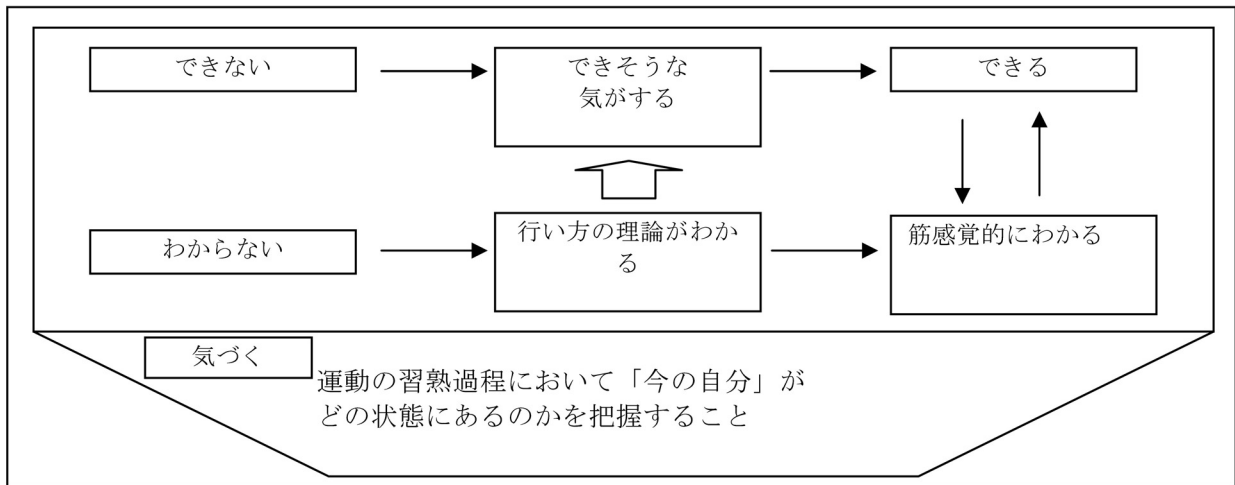 できない
できそうな
気がする
できる
わからない
行い方の理論がわか
る
筋感覚的にわかる
気づく
運動の習熟過程において「今の自分」が
どの状態にあるのかを把握すること